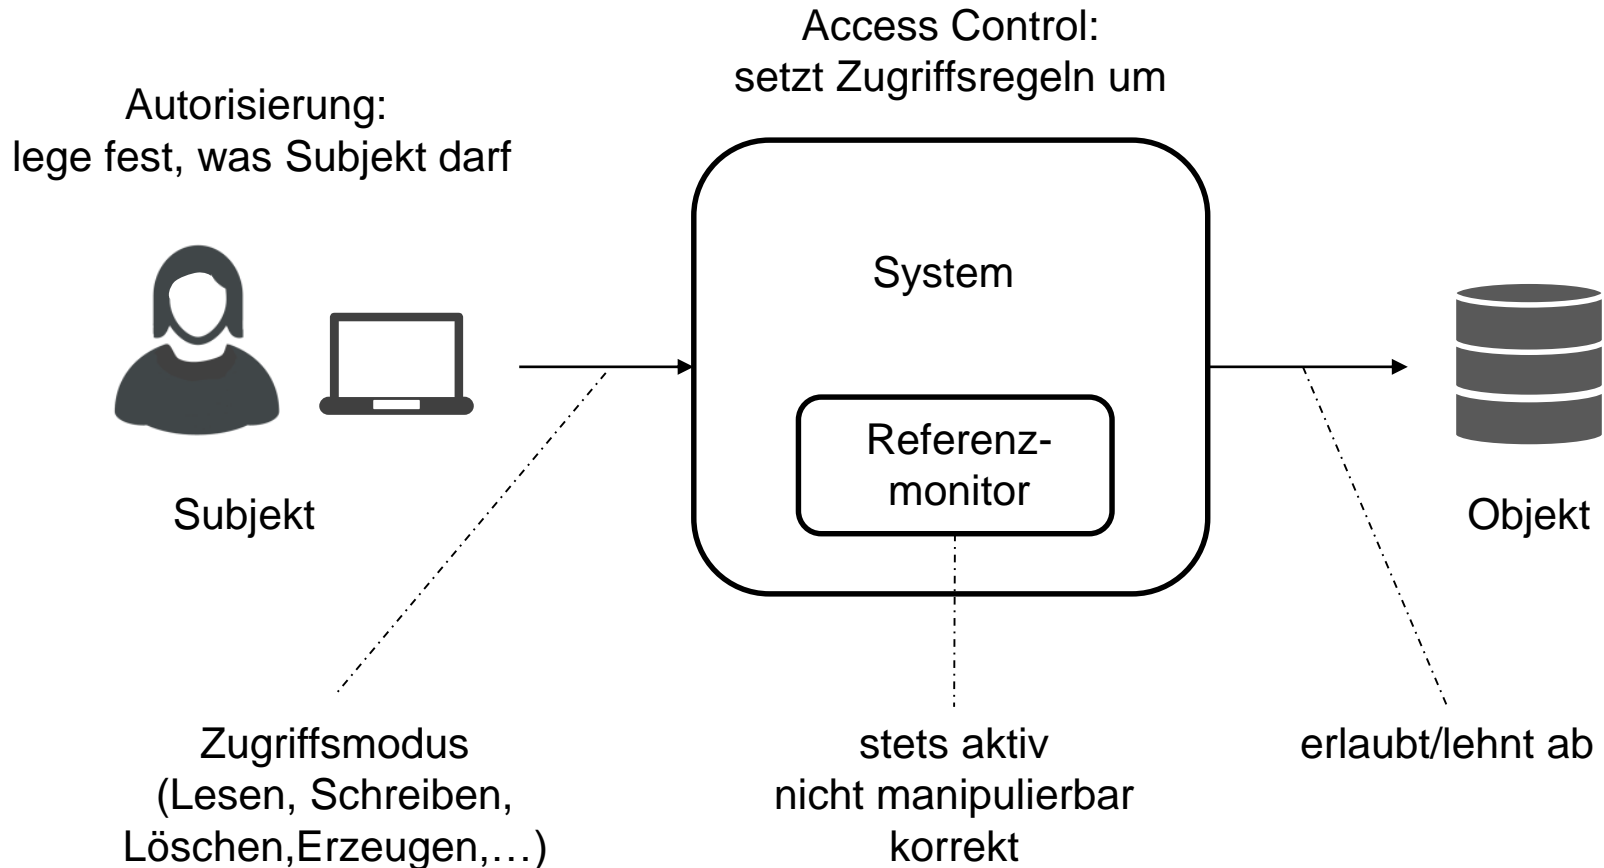 Access Control:
setzt Zugriffsregeln um
Autorisierung:
lege fest, was Subjekt darf
System
Referenz-
monitor
Subjekt
Objekt
Zugriffsmodus
(Lesen, Schreiben,
Löschen,Erzeugen,…)
stets aktiv
nicht manipulierbar
korrekt
erlaubt/lehnt ab